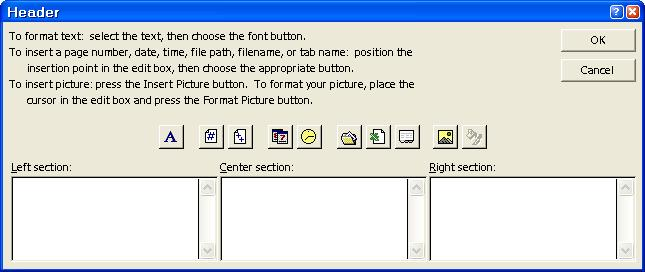 Header
To format text: select the text, then choose the font button.
To insert a page number, date, time, file path, filename, or tab name: position the
insertion point in the edit box, then choose the appropriate button.
To insert picture: press the Insert Picture button. To format your picture, place the
cursor in the edit box and press the Format Picture button.
OK
Cancel
A
Left section:
Center section:
Right section: